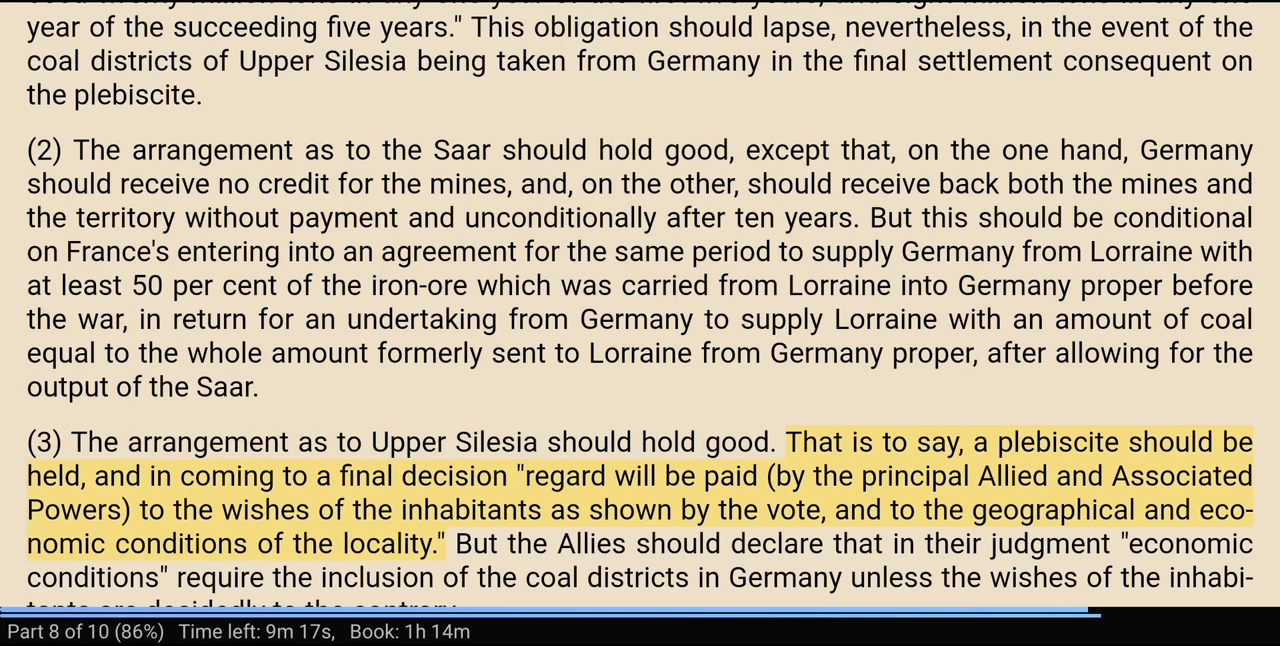 year of the succeeding five years." This obligation should lapse, nevertheless, in the event of the
coal districts of Upper Silesia being taken from Germany in the final settlement consequent on
the plebiscite.
(2) The arrangement as to the Saar should hold good, except that, on the one hand, Germany
should receive no credit for the mines, and, on the other, should receive back both the mines and
the territory without payment and unconditionally after ten years. But this should be conditional
on France's entering into an agreement for the same period to supply Germany from Lorraine with
at least 50 per cent of the iron-ore which was carried from Lorraine into Germany proper before
the war, in return for an undertaking from Germany to supply Lorraine with an amount of coal
equal to the whole amount formerly sent to Lorraine from Germany proper, after allowing for the
output of the Saar.
(3) The arrangement as to Upper Silesia should hold good. That is to say, a plebiscite should be
held, and in coming to a final decision "regard will be paid (by the principal Allied and Associated
Powers) to the wishes of the inhabitants as shown by the vote, and to the geographical and eco-
nomic conditions of the locality." But the Allies should declare that in their judgment "economic
conditions" require the inclusion of the coal districts in Germany unless the wishes of the inhabi-
tants are decidedly to the contrary.
Part 8 of 10 (86%) Time left: 9m 17s, Book: 1h 14m